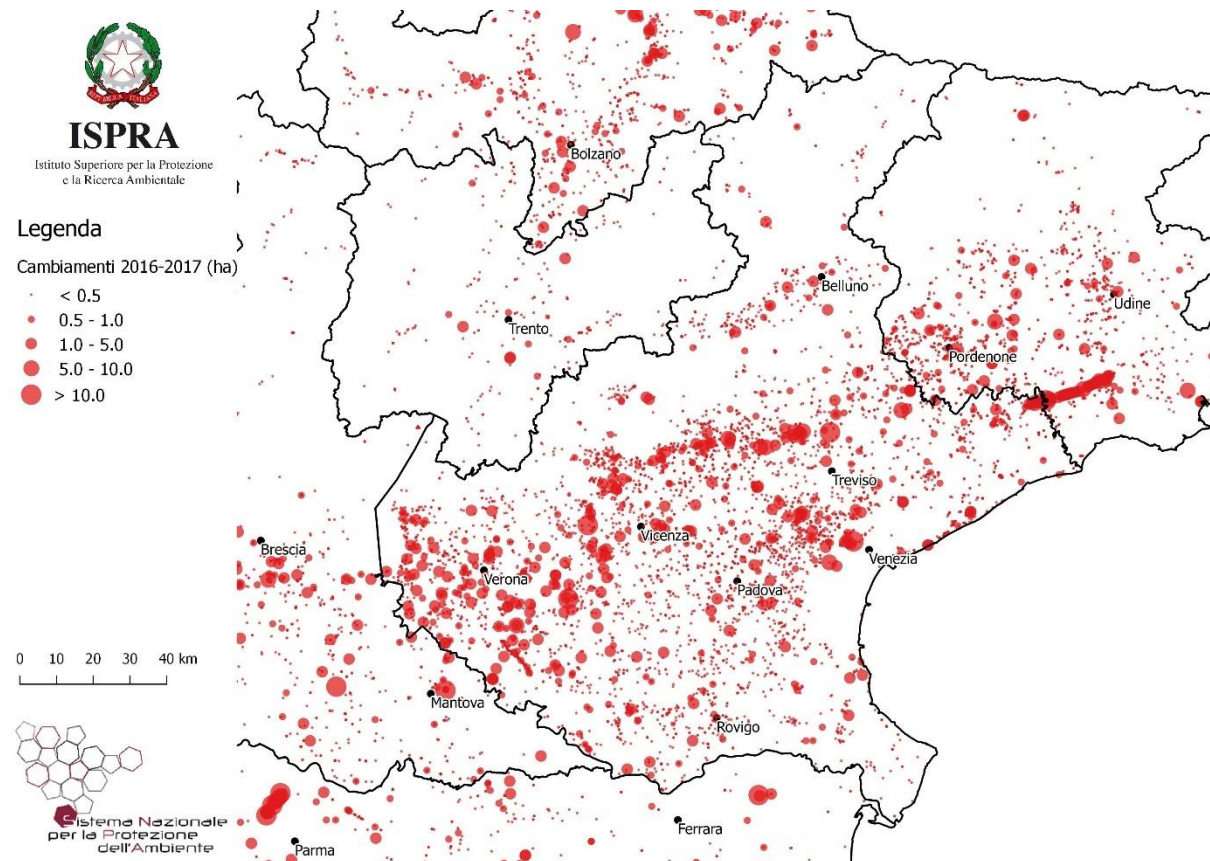 REPVBBLICA ITALIANA
ISPRA
Istituto Superiore per la Protezione
e la Ricerca Ambientale
Legenda
Cambiamenti 2016-2017 (ha)
< 0.5
0.5 - 1.0
1.0 - 5.0
5.0 - 10.0
> 10.0
Bolzano
Belluno
Udine
Trento
Pordenone
Treviso
Vicenza
Brescia
Venezia
Verona
Padova
Mantova
Rovigo
Ferrara
Parma
0 10 20 30 40 km
Sistema Nazionale
per la Protezione
dell'Ambiente